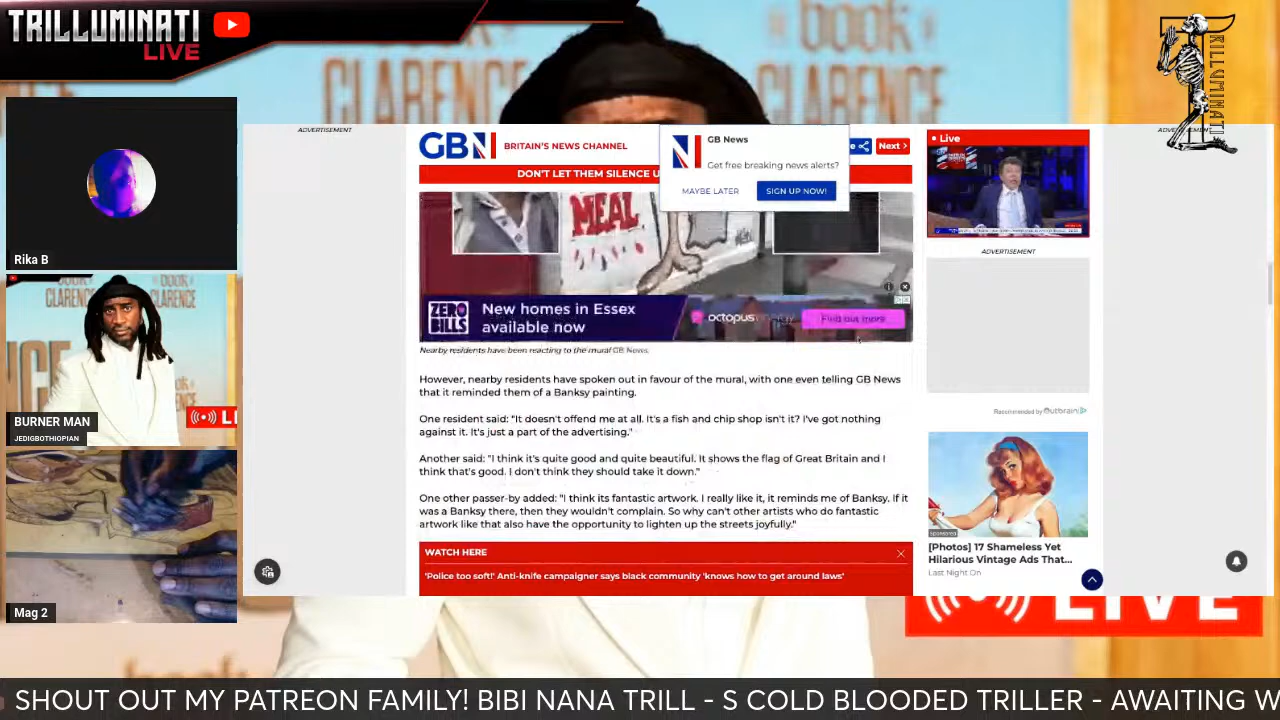 TRILLUMINATI
LIVE
TRILLUMINATI
book of
CLARENCE
ADVERTISEMENT
GBN
BRITAIN'S NEWS CHANNEL
GB News
Get free breaking news alerts?
MAYBE LATER
SIGN UP NOW!
Next >
DON'T LET THEM SILENCE U
Live
ADVERTISEMENT
MEAL
ZERO
BILLS
New homes in Essex
available now
octopus energy
Find out more
Nearby residents have been reacting to the mural GB News
However, nearby residents have spoken out in favour of the mural, with one even telling GB News
that it reminded them of a Banksy painting.
One resident said: "It doesn't offend me at all. It's a fish and chip shop isn't it? I've got nothing
against it. It's just a part of the advertising."
Another said: "I think it's quite good and quite beautiful. It shows the flag of Great Britain and I
think that's good. I don't think they should take it down."
One other passer-by added: "I think its fantastic artwork. I really like it, it reminds me of Banksy. If it
was a Banksy there, then they wouldn't complain. So why can't other artists who do fantastic
artwork like that also have the opportunity to lighten up the streets joyfully."
WATCH HERE
'Police too soft!' Anti-knife campaigner says black community 'knows how to get around laws'
Recommended by Outbrain
Sponsored
[Photos] 17 Shameless Yet
Hilarious Vintage Ads That...
Last Night On
Rika B
BOOK OF
CLARENCE
BURNER MAN
JEDIGBOTHIOPIAN
LI
Mag 2
LIVE
SHOUT OUT MY PATREON FAMILY! BIBI NANA TRILL - S COLD BLOODED TRILLER - AWAITING W